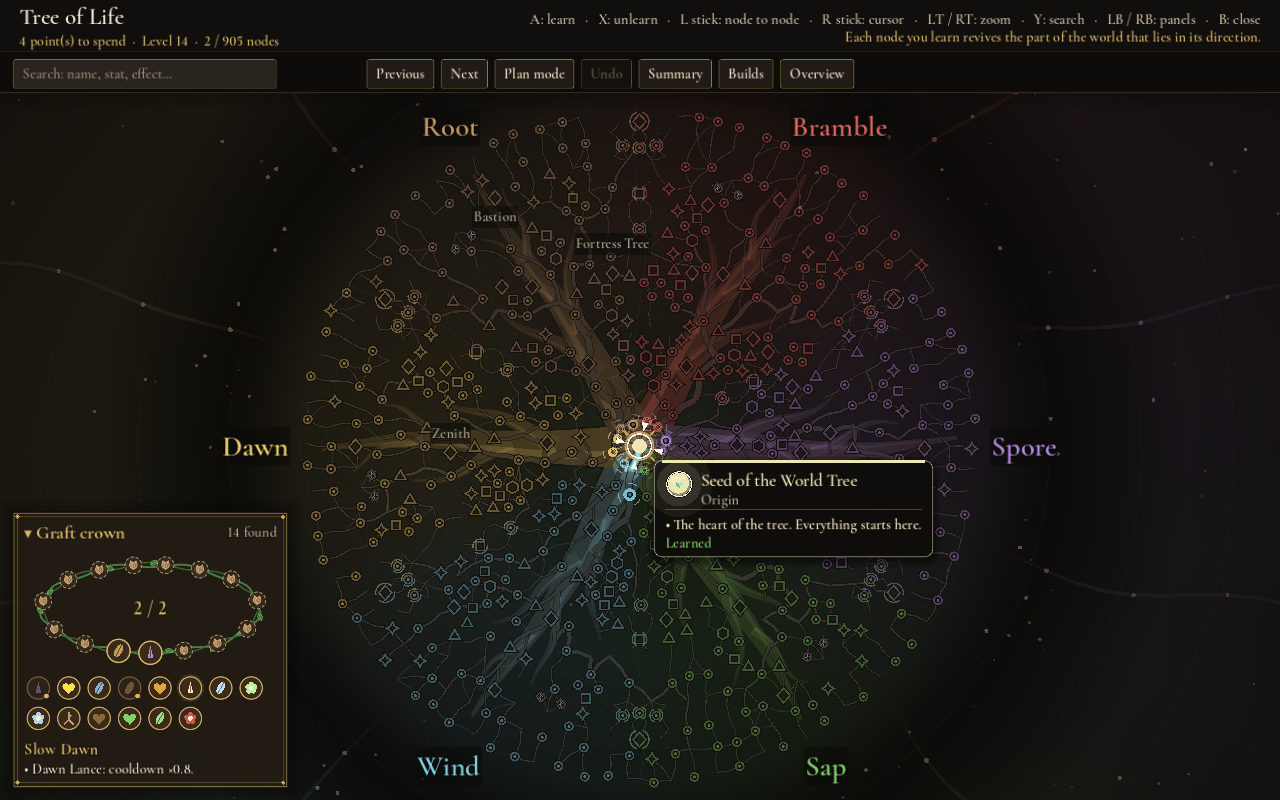 Tree of Life
4 point(s) to spend · Level 14 · 2 / 905 nodes
A: learn · X: unlearn · L stick: node to node · R stick: cursor · LT / RT: zoom · Y: search · LB / RB: panels · B: close
Each node you learn revives the part of the world that lies in its direction.
Search: name, stat, effect...
Previous
Next
Plan mode
Undo
Summary
Builds
Overview
Root
Bramble
Bastion
Fortress Tree
Zenith
Dawn
Spore
Seed of the World Tree
Origin
• The heart of the tree. Everything starts here.
Learned
▾ Graft crown
14 found
2 / 2
Slow Dawn
• Dawn Lance: cooldown ×0.8.
Wind
Sap